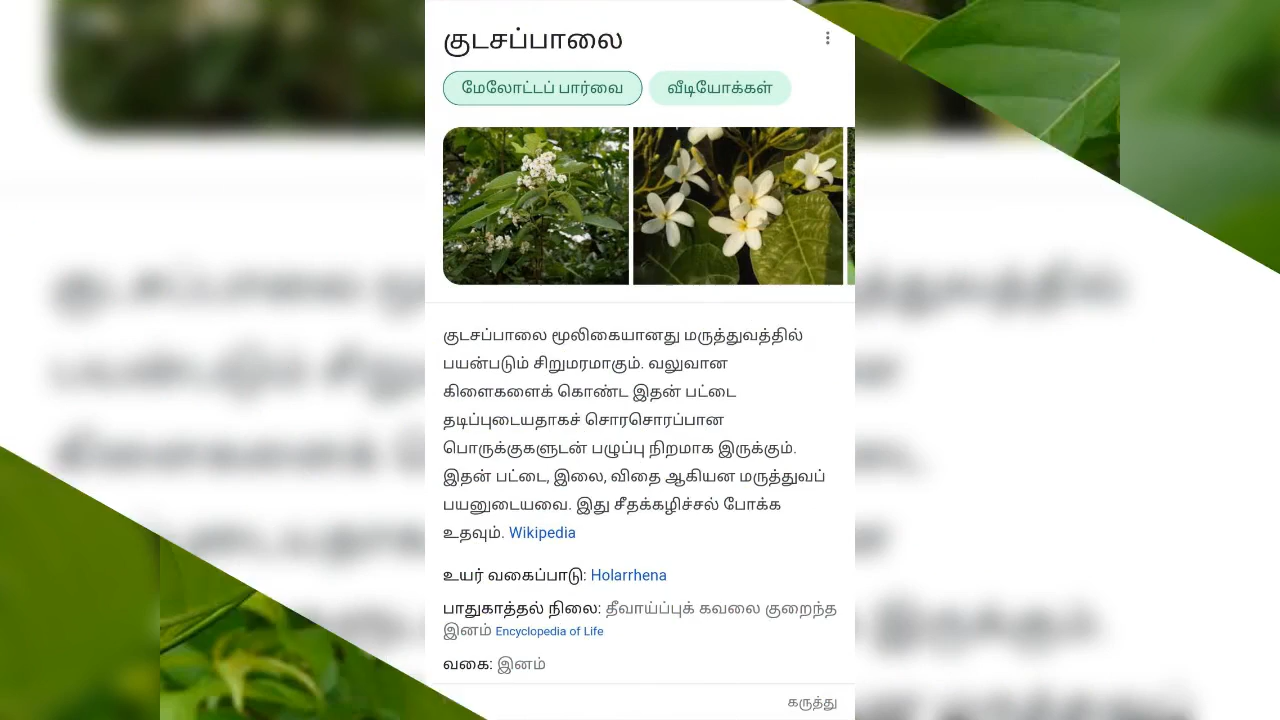 குடசப்பாலை
மேலோட்டப் பார்வை வீடியோக்கள்
குடசப்பாலை மூலிகையானது மருத்துவத்தில்
பயன்படும் சிறுமரமாகும். வலுவான
கிளைகளைக் கொண்ட இதன் பட்டை
தடிப்புடையதாகச் சொரசொரப்பான
பொருக்குகளுடன் பழுப்பு நிறமாக இருக்கும்.
இதன் பட்டை, இலை, விதை ஆகியன மருத்துவப்
பயனுடையவை. இது சீதக்கழிச்சல் போக்க
உதவும். Wikipedia
உயர் வகைப்பாடு: Holarrhena
பாதுகாத்தல் நிலை: தீவாய்ப்புக் கவலை குறைந்த
இனம் Encyclopedia of Life
வகை: இனம்
கருத்து